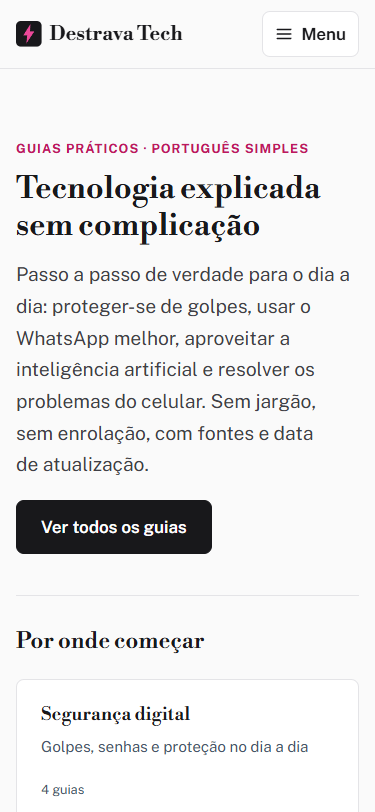 Destrava Tech
Menu
GUIAS PRÁTICOS · PORTUGUÊS SIMPLES
Tecnologia explicada
sem complicação
Passo a passo de verdade para o dia a
dia: proteger-se de golpes, usar o
WhatsApp melhor, aproveitar a
inteligência artificial e resolver os
problemas do celular. Sem jargão,
sem enrolação, com fontes e data
de atualização.
Ver todos os guias
Por onde começar
Segurança digital
Golpes, senhas e proteção no dia a dia
4 guias